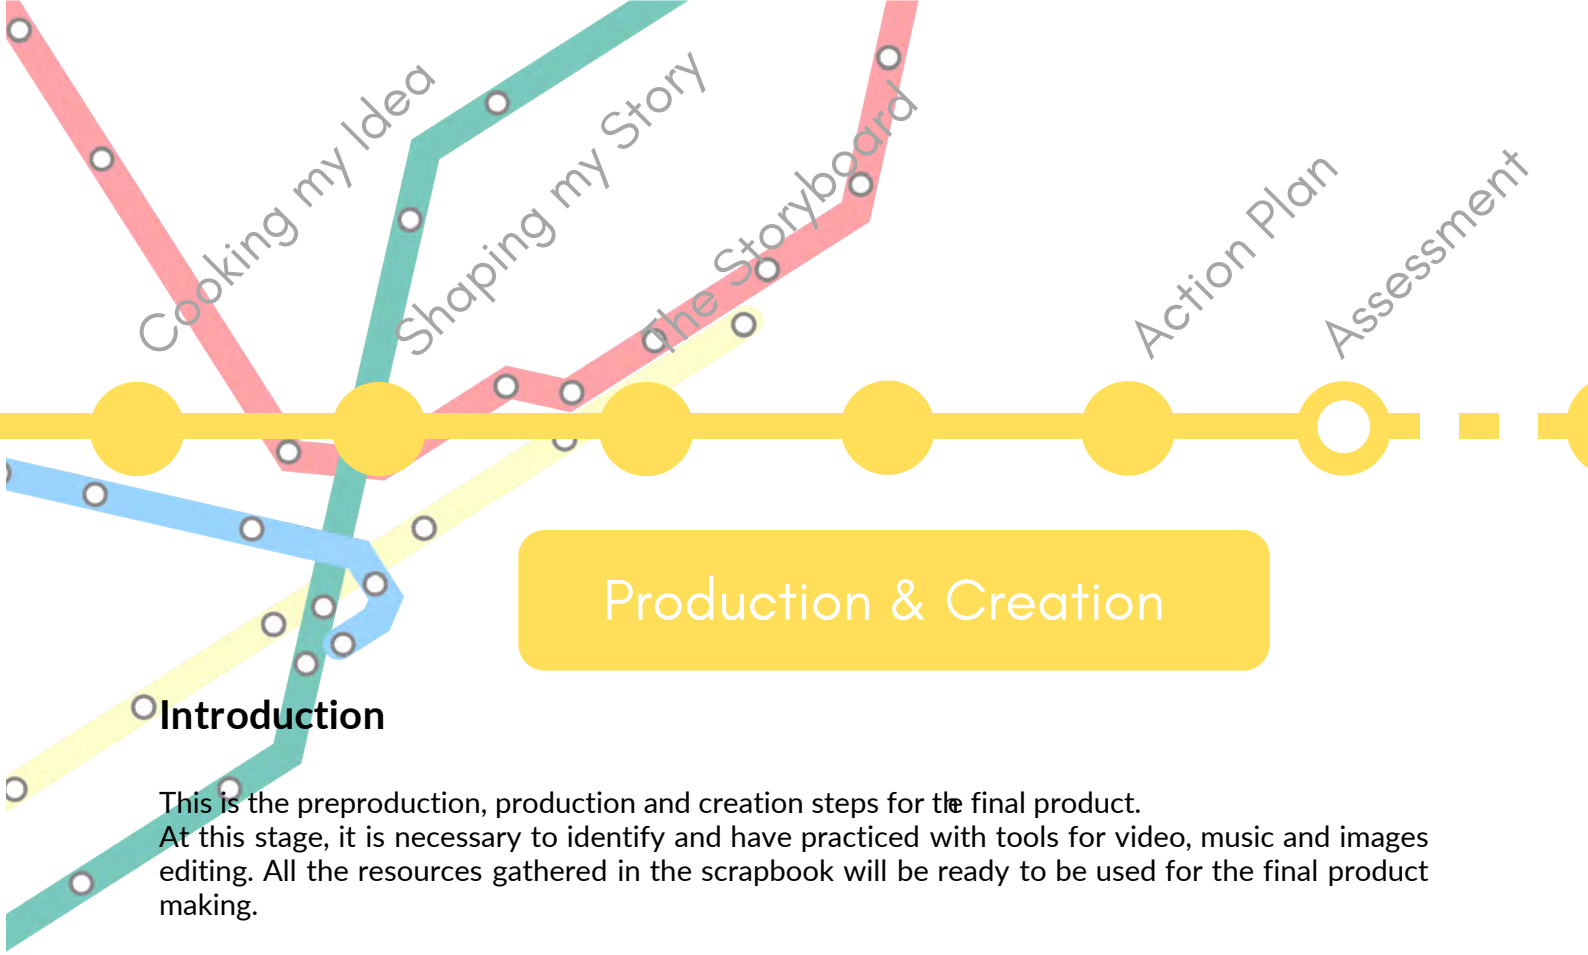 Cooking my Idea
Shaping my Story
The Storyboard
Action Plan
Assessment
Production & Creation
Introduction
This is the preproduction, production and creation steps for the final product.
At this stage, it is necessary to identify and have practiced with tools for video, music and images
editing. All the resources gathered in the scrapbook will be ready to be used for the final product
making.